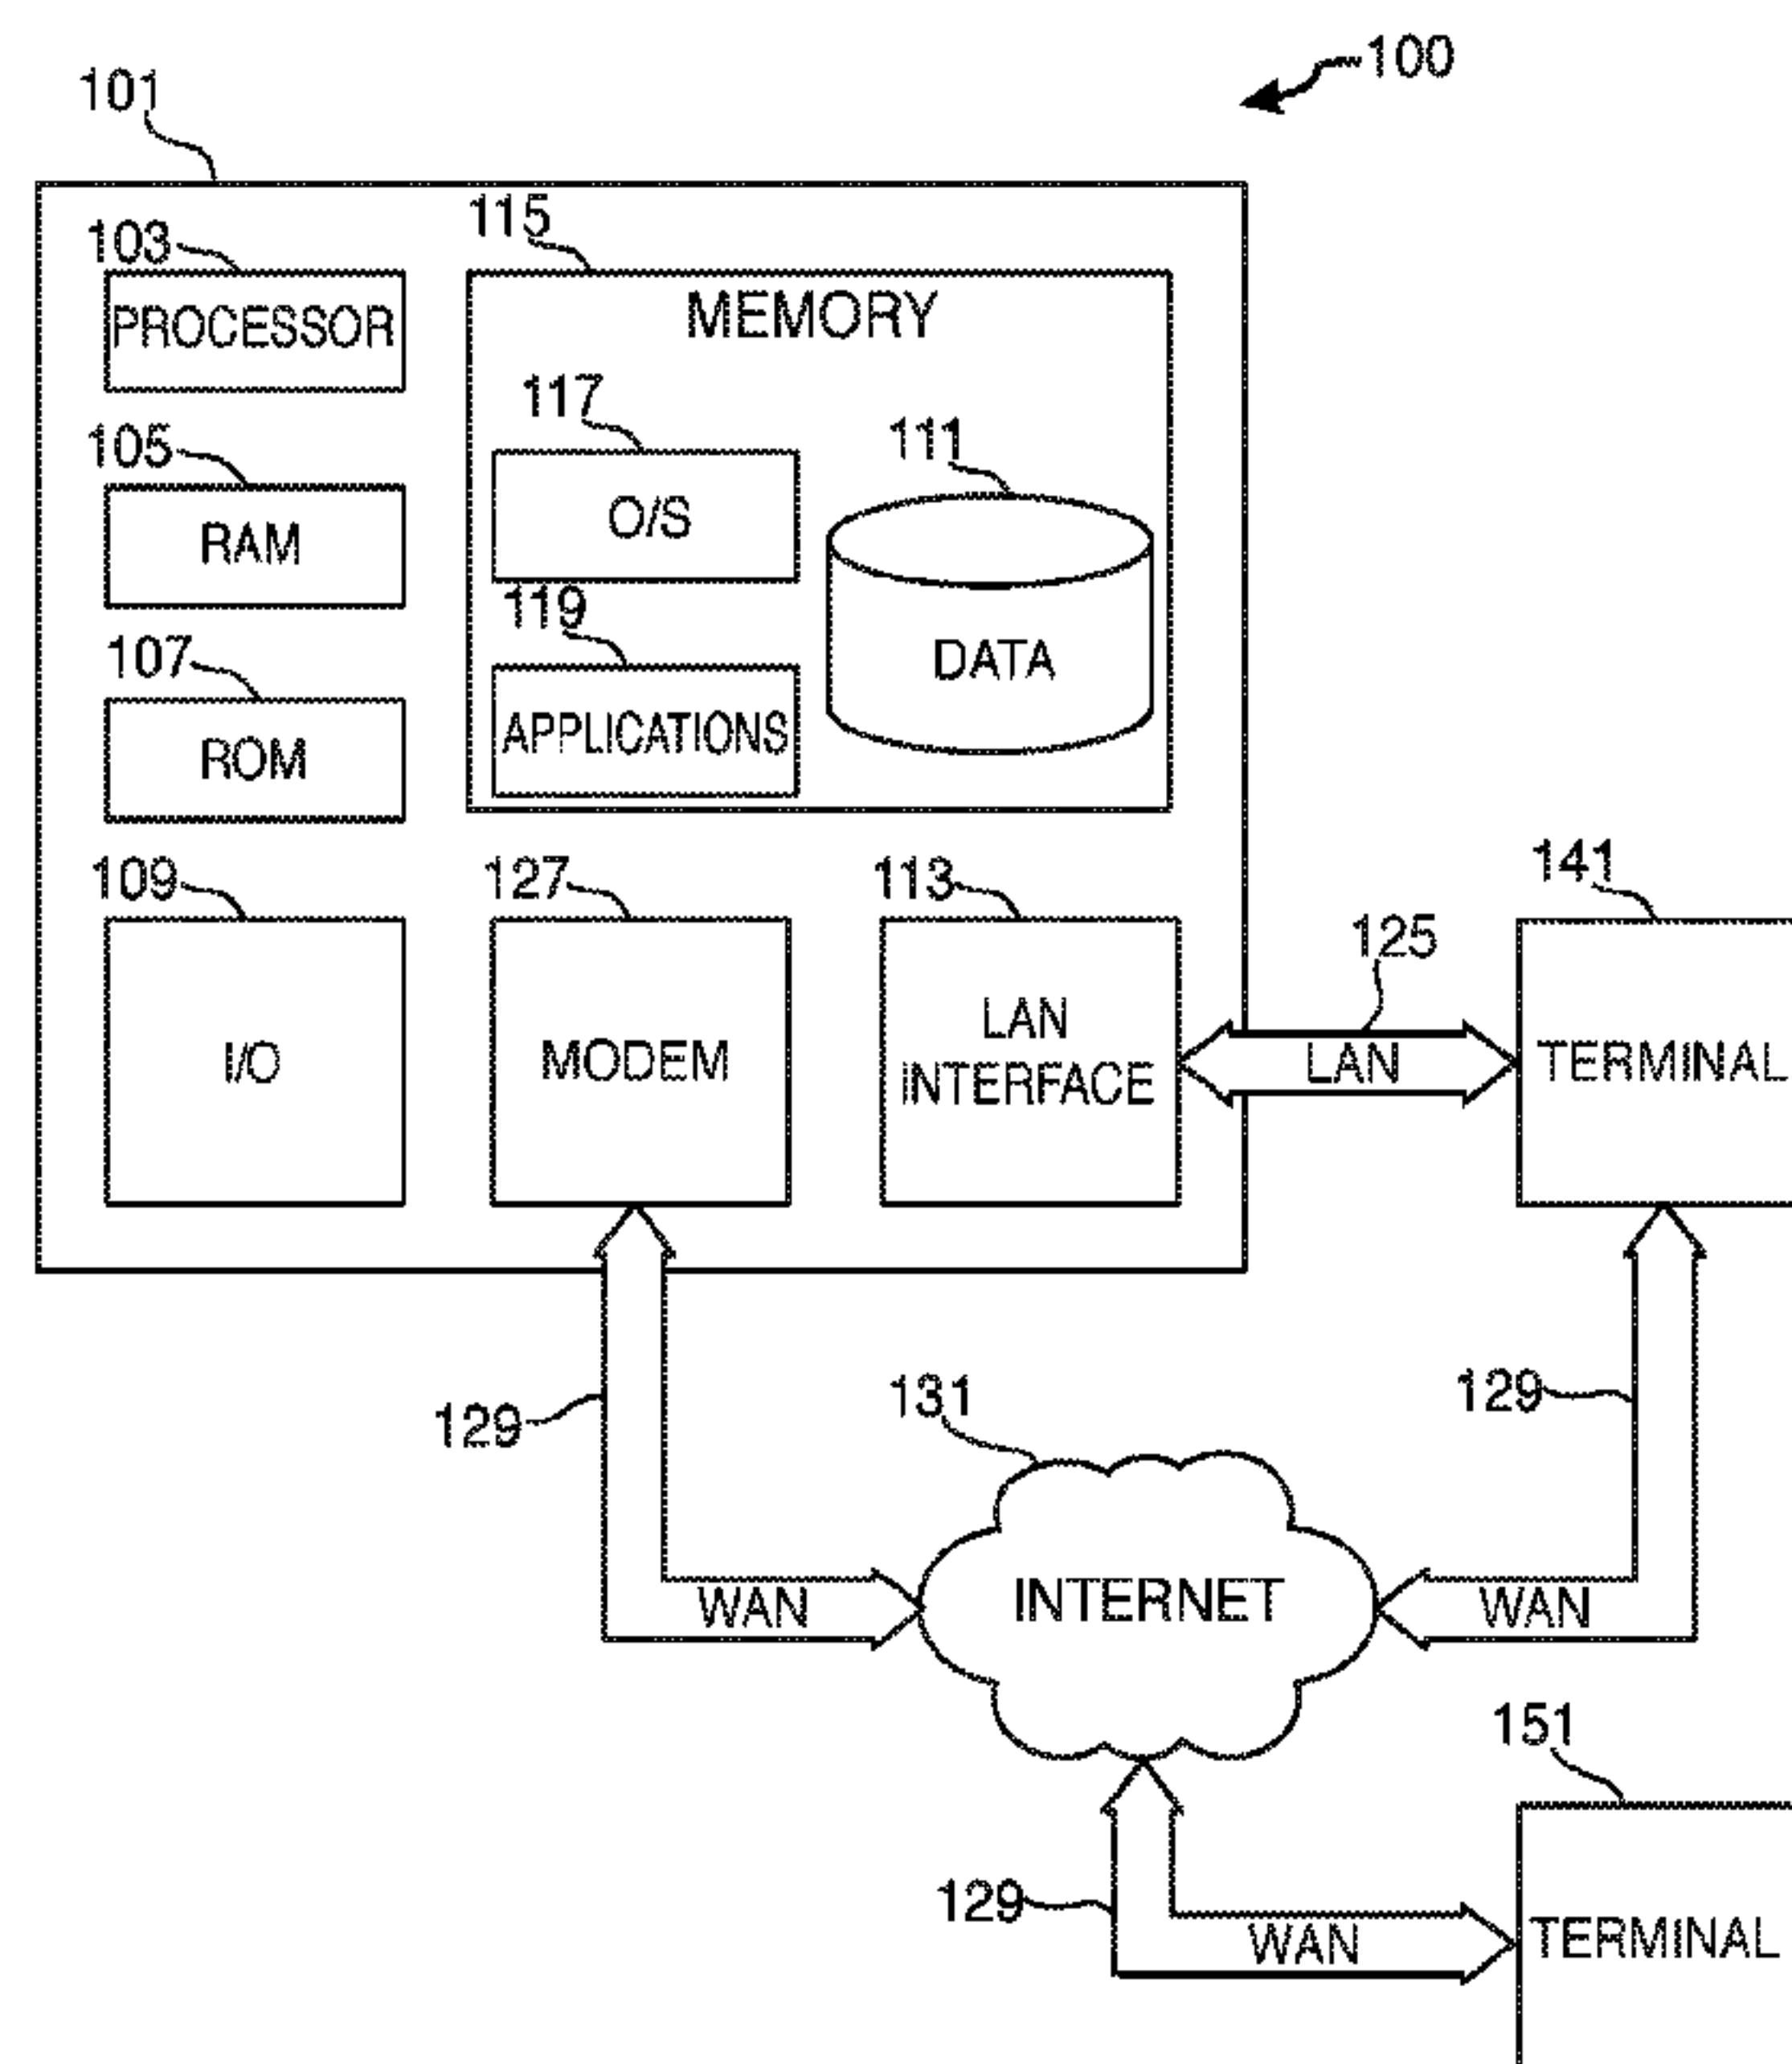 100
101
103
PROCESSOR
115
MEMORY
117
O/S
111
DATA
105
RAM
119
APPLICATIONS
107
ROM
109
I/O
127
MODEM
113
LAN
INTERFACE
125
LAN
141
TERMINAL
129
WAN
131
INTERNET
129
WAN
151
TERMINAL
129
WAN